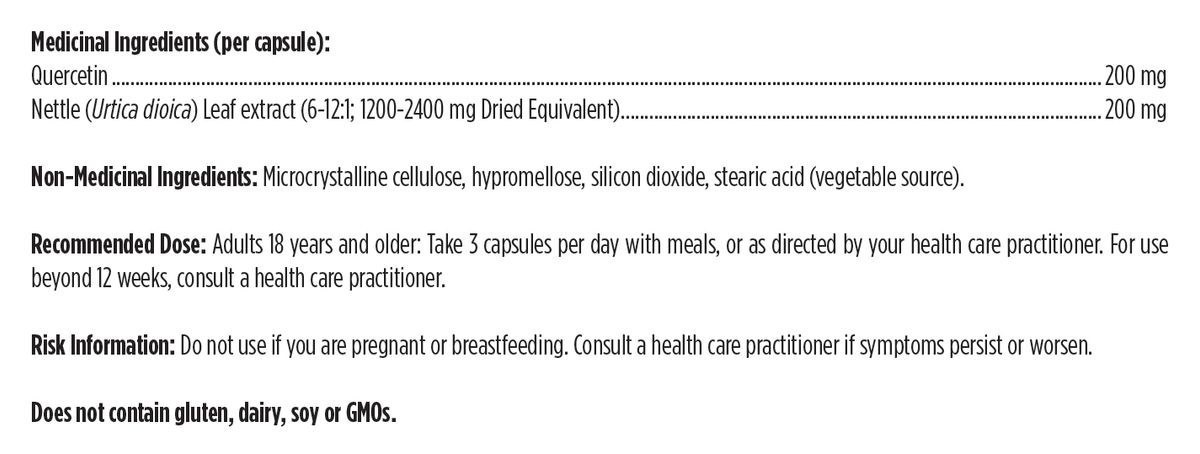 Medicinal Ingredients (per capsule):
Quercetin ........................................................................................................................ 200 mg
Nettle (Urtica dioica) Leaf extract (6-12:1; 1200-2400 mg Dried Equivalent)........................................................ 200 mg
Non-Medicinal Ingredients: Microcrystalline cellulose, hypromellose, silicon dioxide, stearic acid (vegetable source).
Recommended Dose: Adults 18 years and older: Take 3 capsules per day with meals, or as directed by your health care practitioner. For use
beyond 12 weeks, consult a health care practitioner.
Risk Information: Do not use if you are pregnant or breastfeeding. Consult a health care practitioner if symptoms persist or worsen.
Does not contain gluten, dairy, soy or GMOs.